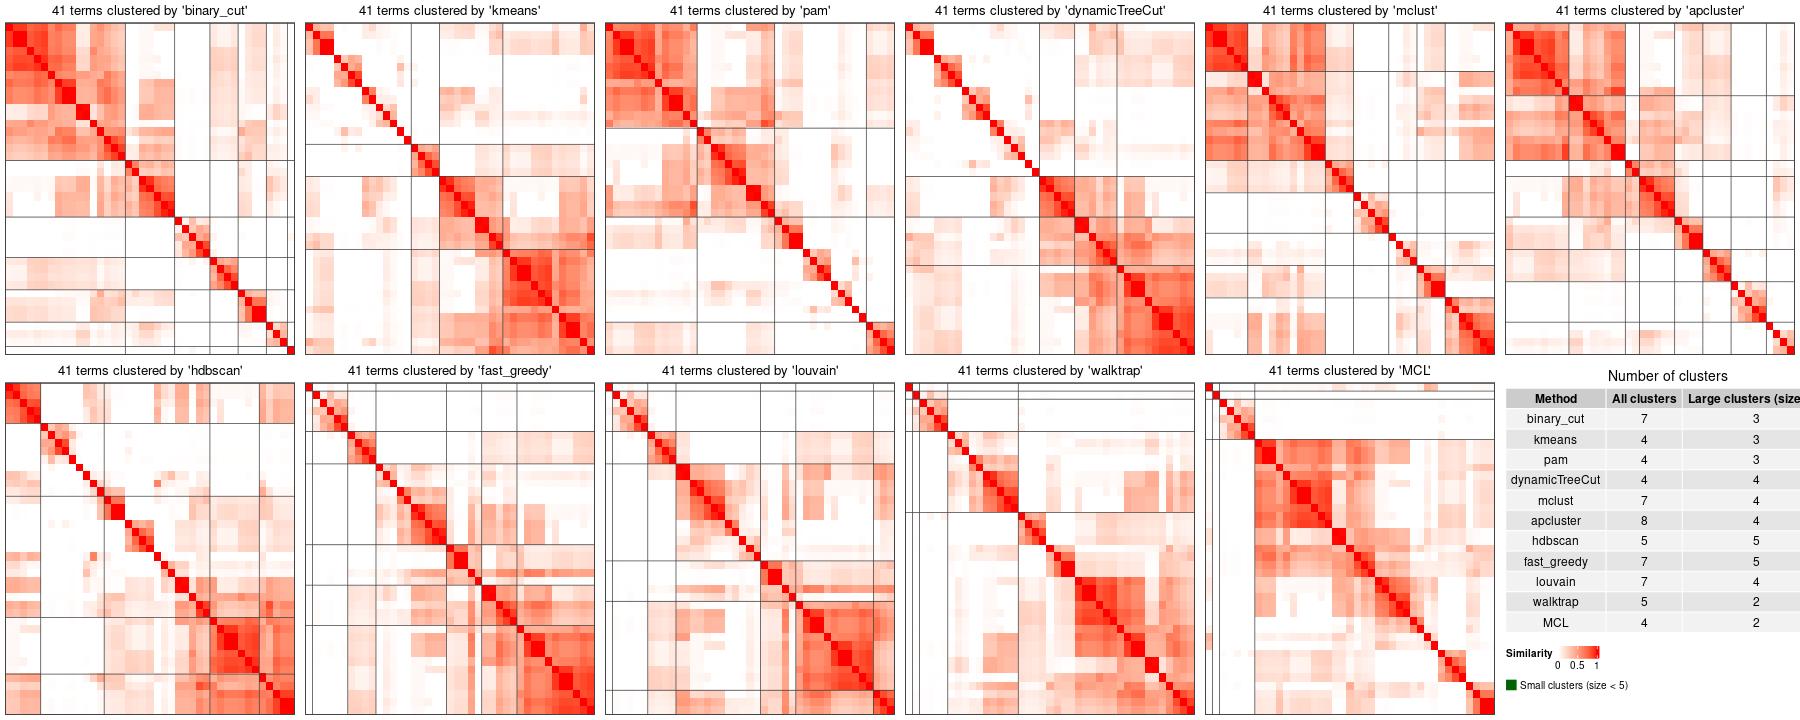 41 terms clustered by 'binary_cut'
41 terms clustered by 'kmeans'
41 terms clustered by 'pam'
41 terms clustered by 'dynamicTreeCut'
41 terms clustered by 'mclust'
41 terms clustered by 'apcluster'
41 terms clustered by 'hdbscan'
41 terms clustered by 'fast_greedy'
41 terms clustered by 'louvain'
41 terms clustered by 'walktrap'
41 terms clustered by 'MCL'
Number of clusters
Method All clusters Large clusters (size
binary_cut 7 3
kmeans 4 3
pam 4 3
dynamicTreeCut 4 4
mclust 7 4
apcluster 8 4
hdbscan 5 5
fast_greedy 7 5
louvain 7 4
walktrap 5 2
MCL 4 2
Similarity
0 0.5 1
Small clusters (size < 5)